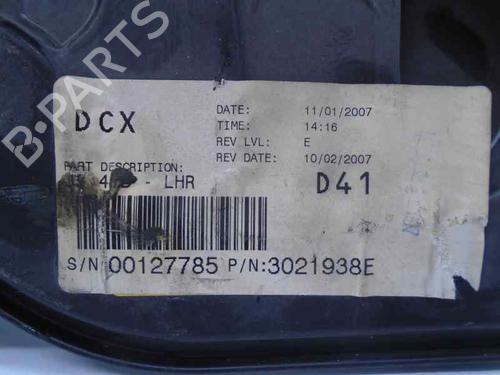 B-PARTS
DCX
DATE: 11/01/2007
TIME: 14:16
REV LVL: E
REV DATE: 10/02/2007
PART DESCRIPTION:
- LHR
D41
S/N 00127785 P/N:3021938E